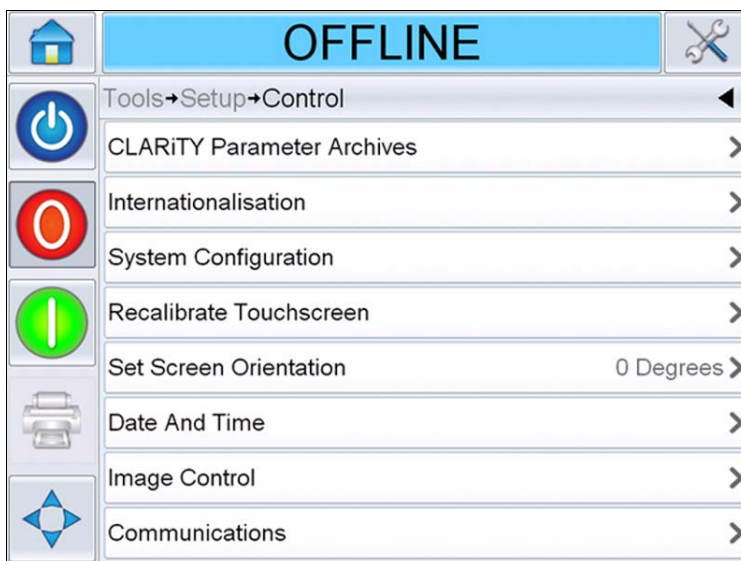 OFFLINE
Tools→Setup→Control
CLARiTY Parameter Archives
Internationalisation
System Configuration
Recalibrate Touchscreen
Set Screen Orientation 0 Degrees
Date And Time
Image Control
Communications